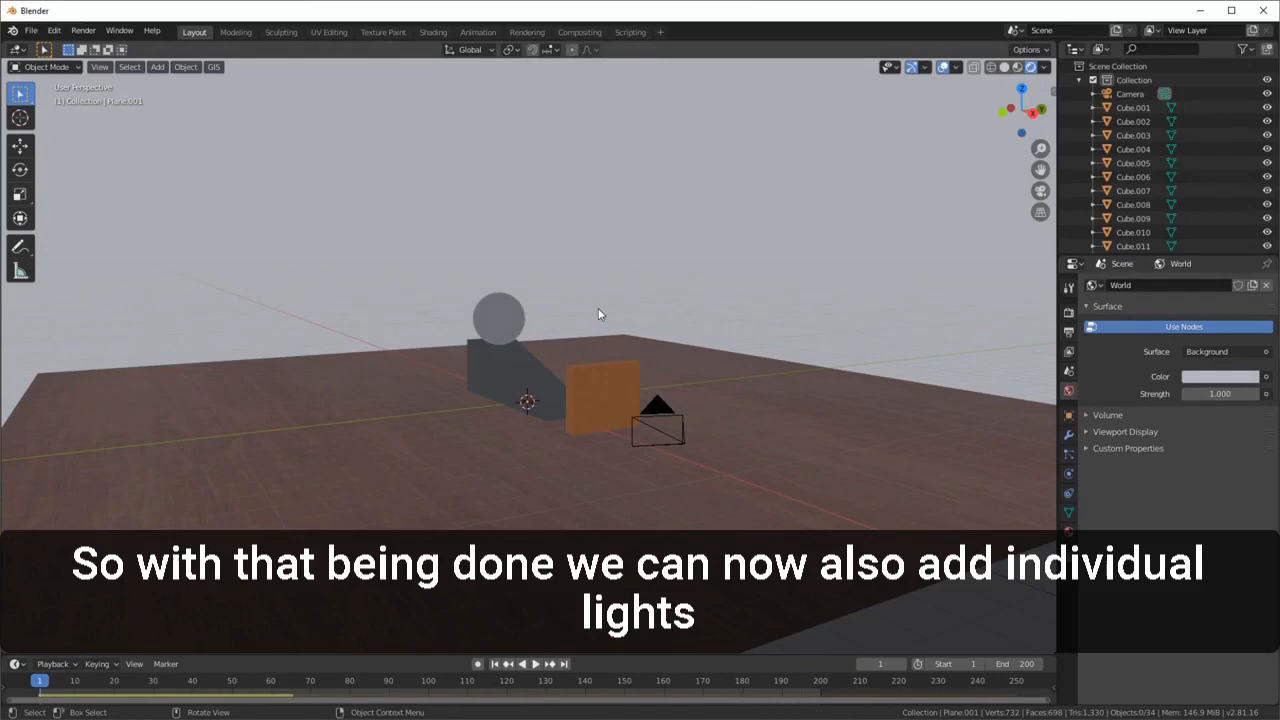 Blender
File Edit Render Window Help Layout Modeling Sculpting UV Editing Texture Paint Shading Animation Rendering Compositing Scripting + Scene View Layer
Global Options
Object Mode View Select Add Object GIS
User Perspective
(1) Collection | Plane.001
Z
X
Y
Scene Collection
Collection
Camera
Cube.001
Cube.002
Cube.003
Cube.004
Cube.005
Cube.006
Cube.007
Cube.008
Cube.009
Cube.010
Cube.011
Scene World
World
Surface
Use Nodes
Surface Background
Color
Strength 1.000
Volume
Viewport Display
Custom Properties
So with that being done we can now also add individual
lights
Playback Keying View Marker 1 Start 1 End 200
1 10 20 30 40 50 60 70 80 90 100 110 120 130 140 150 160 170 180 190 200 210 220 230 240 250
Select Box Select Rotate View Object Context Menu Collection | Plane.001 | Verts:732 | Faces:698 | Tris:1,330 | Objects:0/34 | Mem: 146.9 MiB | v2.81.16